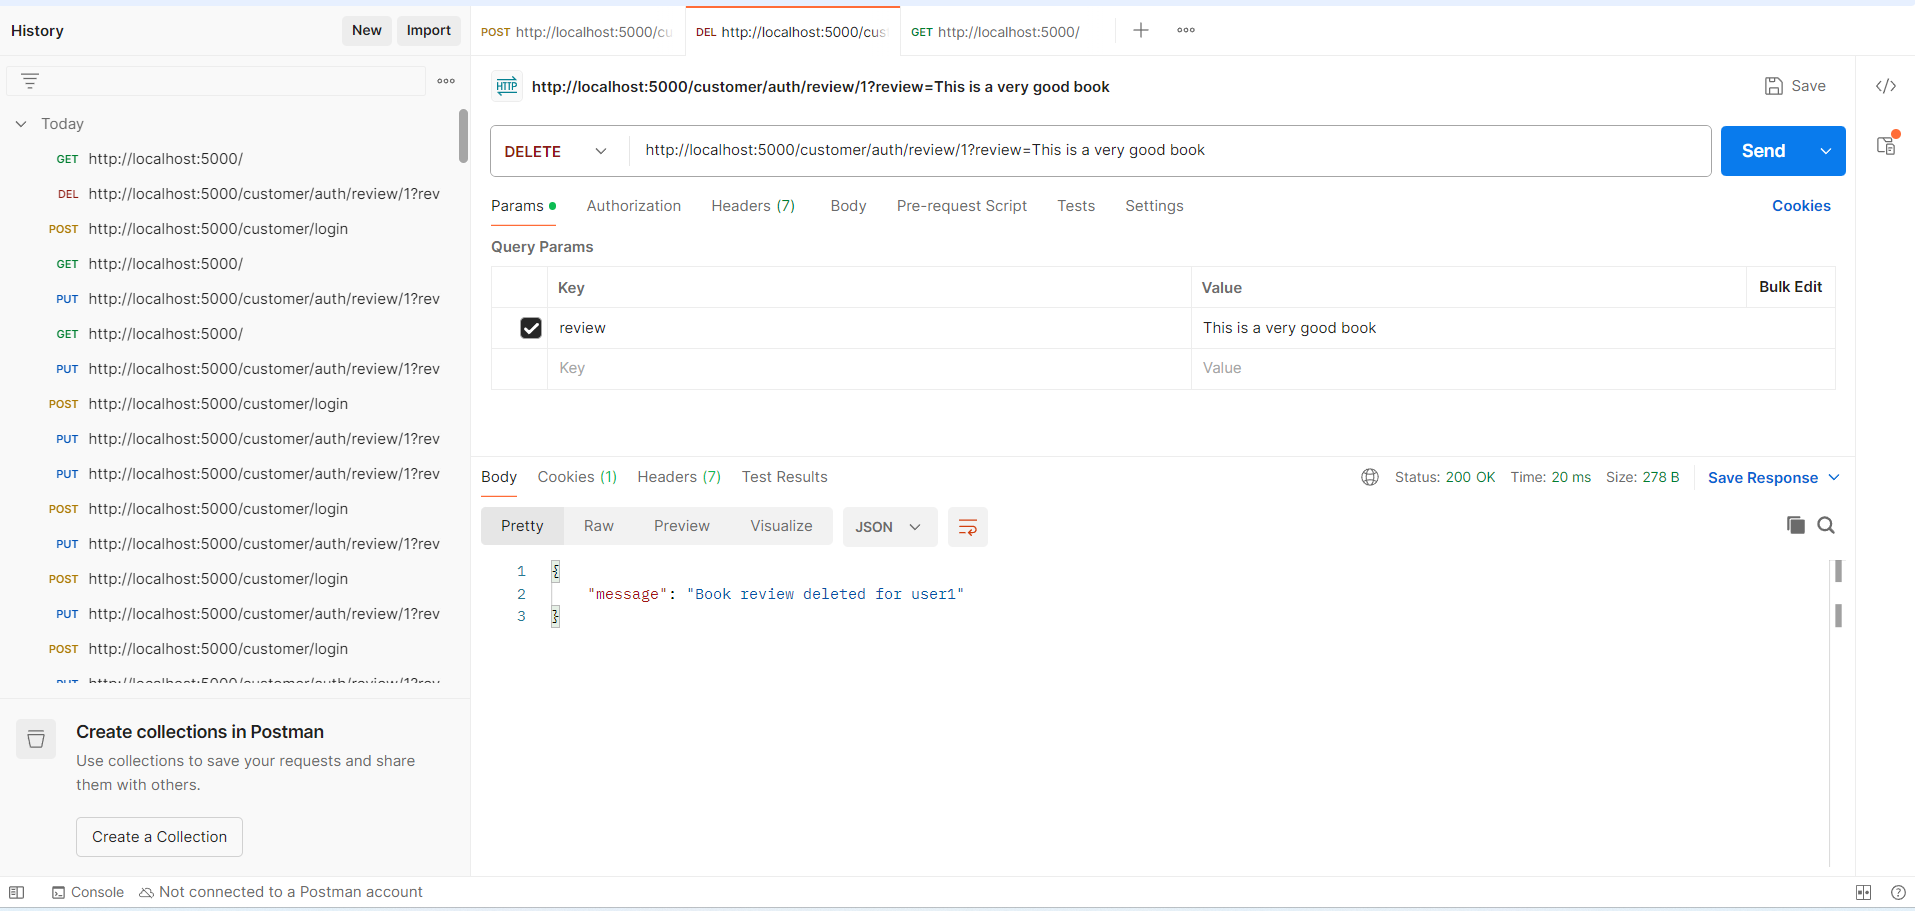 History
New
Import
POST http://localhost:5000/cu
DEL http://localhost:5000/cus
GET http://localhost:5000/
HTTP
http://localhost:5000/customer/auth/review/1?review=This is a very good book
Save
DELETE
http://localhost:5000/customer/auth/review/1?review=This is a very good book
Send
Params
Authorization
Headers (7)
Body
Pre-request Script
Tests
Settings
Cookies
Query Params
Key
Value
Bulk Edit
review
This is a very good book
Key
Value
Today
GET http://localhost:5000/
DEL http://localhost:5000/customer/auth/review/1?rev
POST http://localhost:5000/customer/login
GET http://localhost:5000/
PUT http://localhost:5000/customer/auth/review/1?rev
GET http://localhost:5000/
PUT http://localhost:5000/customer/auth/review/1?rev
POST http://localhost:5000/customer/login
PUT http://localhost:5000/customer/auth/review/1?rev
PUT http://localhost:5000/customer/auth/review/1?rev
POST http://localhost:5000/customer/login
PUT http://localhost:5000/customer/auth/review/1?rev
POST http://localhost:5000/customer/login
PUT http://localhost:5000/customer/auth/review/1?rev
POST http://localhost:5000/customer/login
PUT http://localhost:5000/customer/auth/review/1?rev
Create collections in Postman
Use collections to save your requests and share
them with others.
Create a Collection
Body
Cookies (1)
Headers (7)
Test Results
Status: 200 OK
Time: 20 ms
Size: 278 B
Save Response
Pretty
Raw
Preview
Visualize
JSON
1 {
2 "message": "Book review deleted for user1"
3 }
Console
Not connected to a Postman account